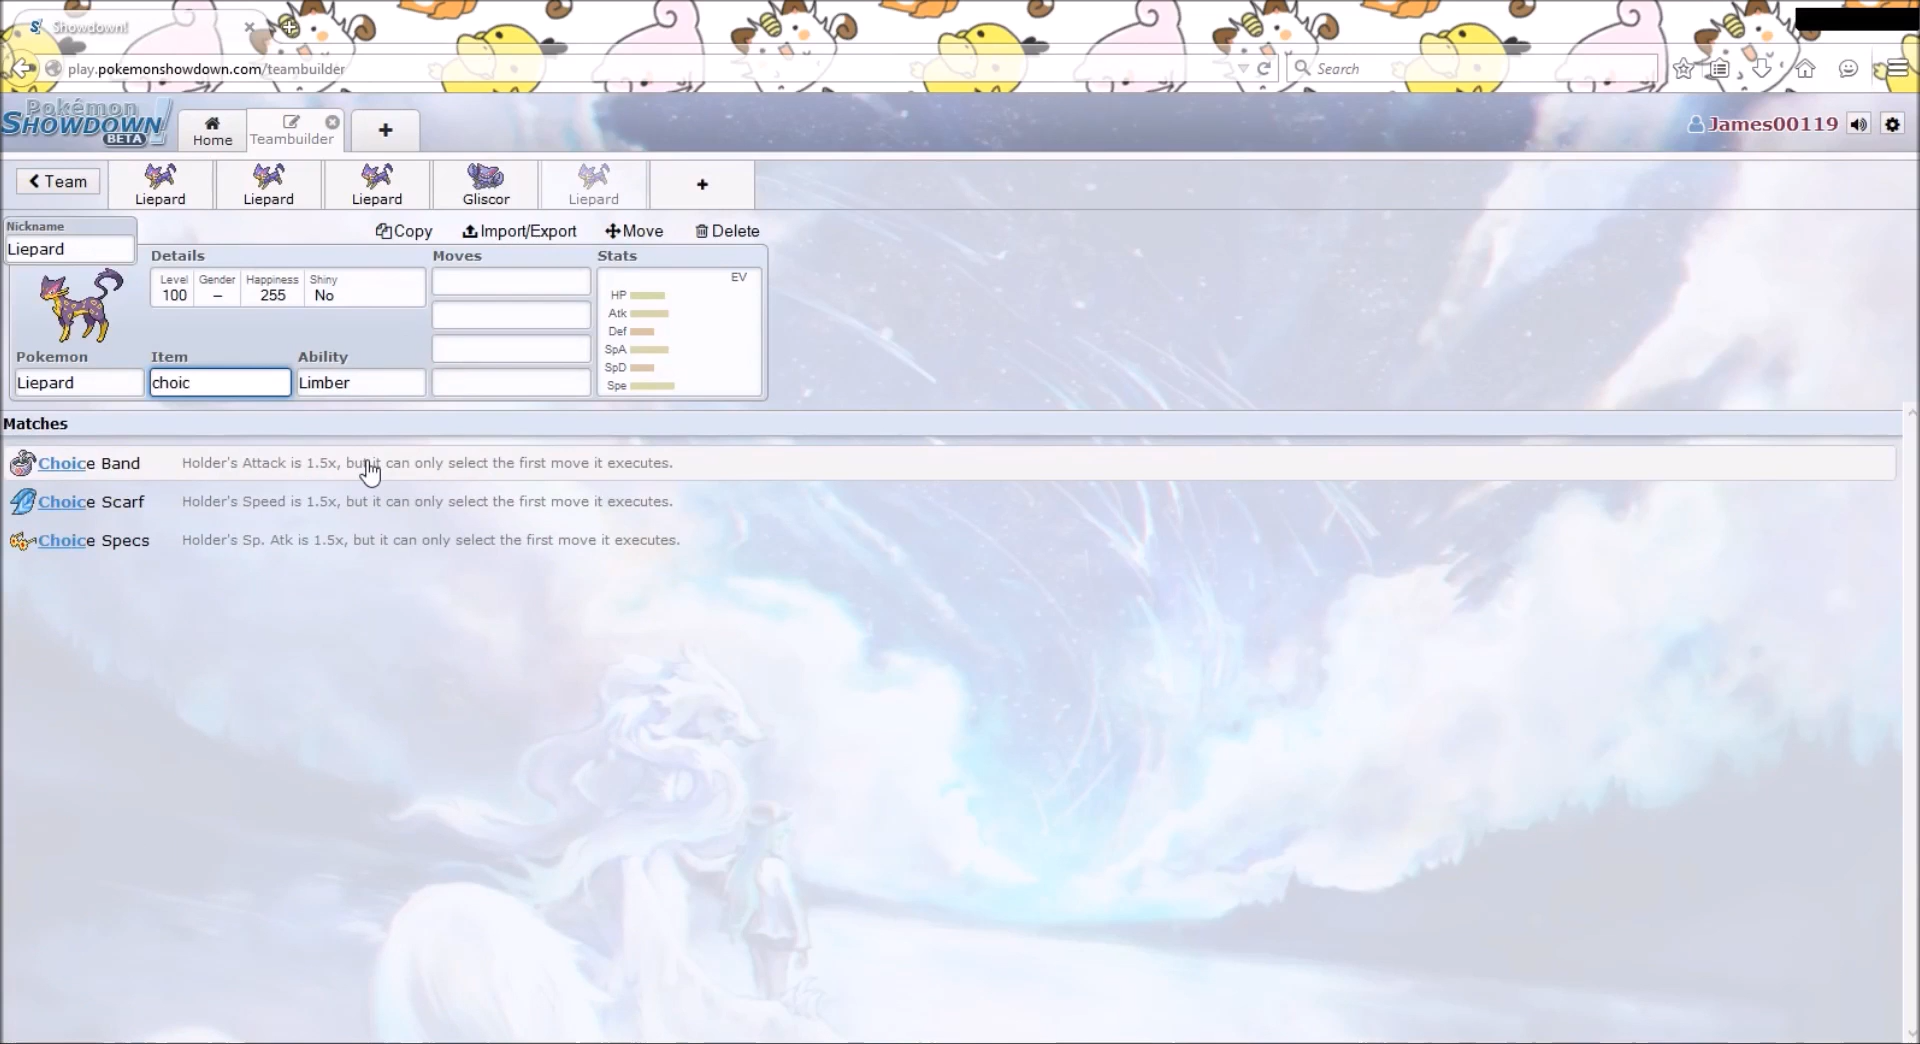 Showdown!
play.pokemonshowdown.com/teambuilder
Search
Pokémon
SHOWDOWN!
BETA
Home
Teambuilder
James00119
Team
Liepard
Liepard
Liepard
Gliscor
Liepard
Nickname
Liepard
Copy
Import/Export
Move
Delete
Details
Moves
Stats
Level
Gender
Happiness
Shiny
100
–
255
No
EV
HP
Atk
Def
SpA
SpD
Spe
Pokemon
Item
Ability
Liepard
choic
Limber
Matches
Choice Band Holder's Attack is 1.5x, but it can only select the first move it executes.
Choice Scarf Holder's Speed is 1.5x, but it can only select the first move it executes.
Choice Specs Holder's Sp. Atk is 1.5x, but it can only select the first move it executes.